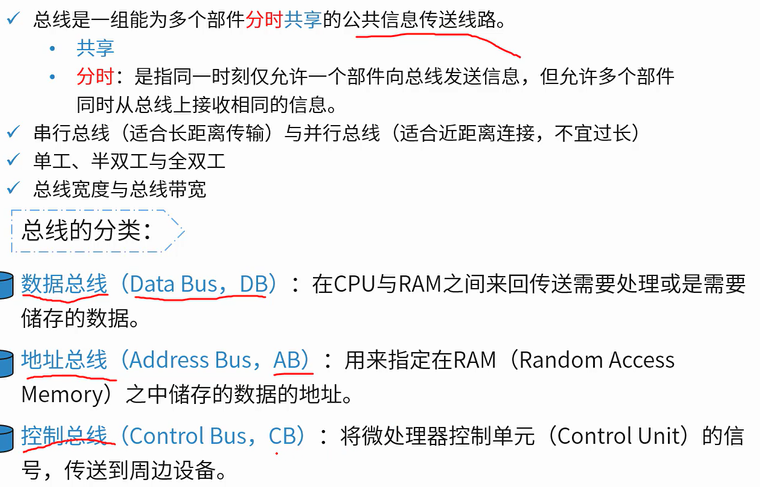 总线是一组能为多个部件分时共享的公共信息传送线路。
共享
分时：是指同一时刻仅允许一个部件向总线发送信息，但允许多个部件
同时从总线上接收相同的信息。
串行总线（适合长距离传输）与并行总线（适合近距离连接，不宜过长）
单工、半双工与全双工
总线宽度与总线带宽
总线的分类：
数据总线（Data Bus，DB）：在CPU与RAM之间来回传送需要处理或是需要
储存的数据。
地址总线（Address Bus，AB）：用来指定在RAM（Random Access
Memory）之中储存的数据的地址。
控制总线（Control Bus，CB）：将微处理器控制单元（Control Unit）的信
号，传送到周边设备。